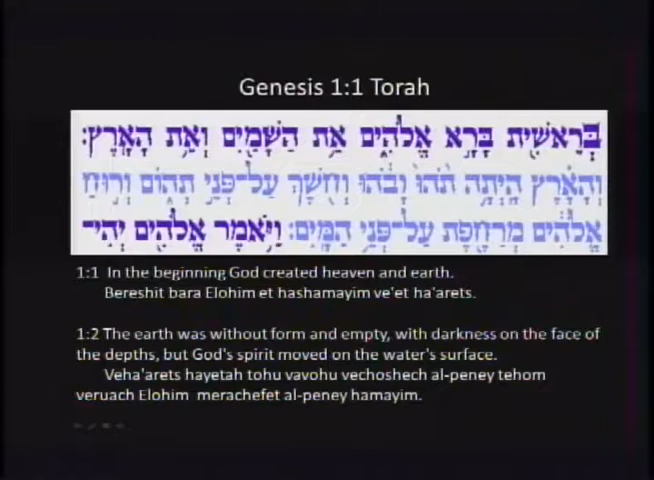 Genesis 1:1 Torah
בְּרֵאשִׁ֖ית בָּרָ֣א אֱלֹהִ֑ים אֵ֥ת הַשָּׁמַ֖יִם וְאֵ֥ת הָאָֽרֶץ׃
וְהָאָ֗רֶץ הָיְתָ֥ה תֹ֙הוּ֙ וָבֹ֔הוּ וְחֹ֖שֶׁךְ עַל־פְּנֵ֣י תְה֑וֹם וְר֣וּחַ
אֱלֹהִ֔ים מְרַחֶ֖פֶת עַל־פְּנֵ֥י הַמָּֽיִם׃ וַיֹּ֥אמֶר אֱלֹהִ֖ים יְהִי־
1:1 In the beginning God created heaven and earth.
Bereshit bara Elohim et hashamayim ve'et ha'arets.
1:2 The earth was without form and empty, with darkness on the face of
the depths, but God's spirit moved on the water's surface.
Veha'arets hayetah tohu vavohu vechoshech al-peney tehom
veruach Elohim merachefet al-peney hamayim.